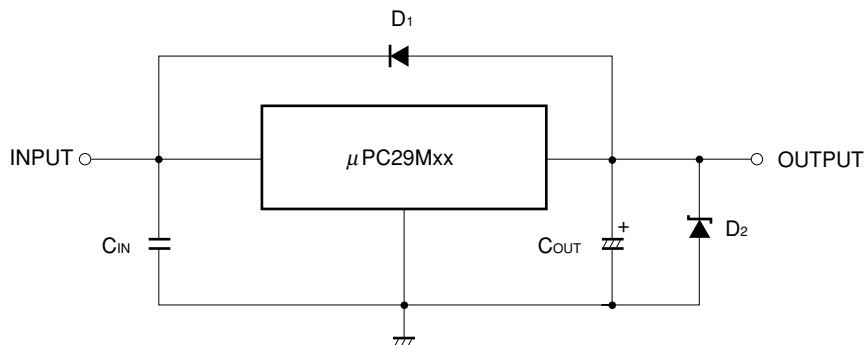 D1
INPUT
μPC29Mxx
OUTPUT
CIN
COUT
+
D2